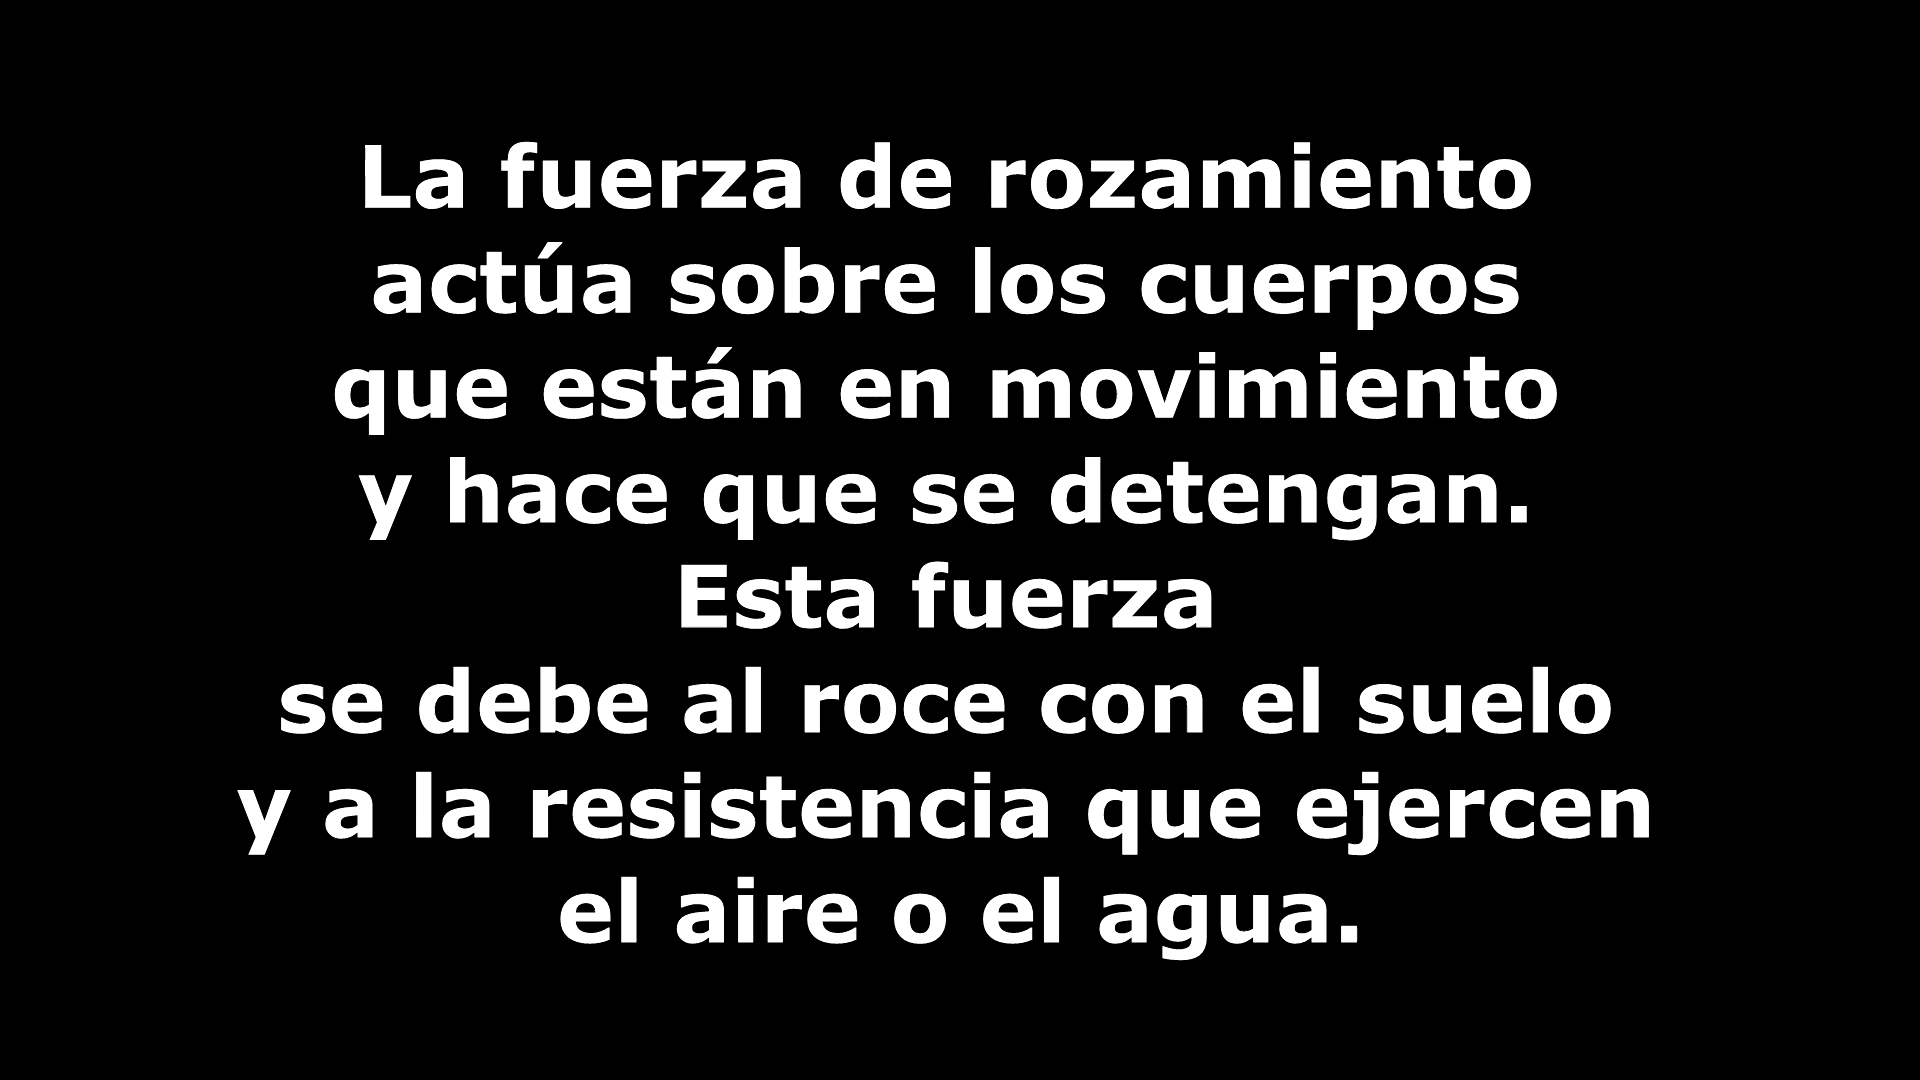 La fuerza de rozamiento
actúa sobre los cuerpos
que están en movimiento
y hace que se detengan.
Esta fuerza
se debe al roce con el suelo
y a la resistencia que ejercen
el aire o el agua.